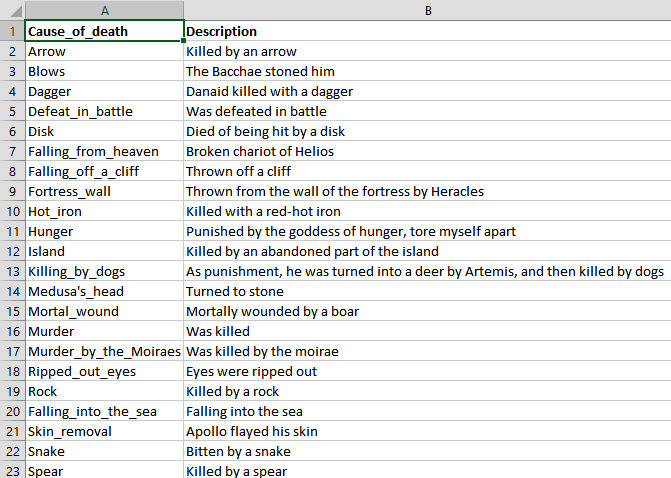 A B
1 Cause_of_death Description
2 Arrow Killed by an arrow
3 Blows The Bacchae stoned him
4 Dagger Danaid killed with a dagger
5 Defeat_in_battle Was defeated in battle
6 Disk Died of being hit by a disk
7 Falling_from_heaven Broken chariot of Helios
8 Falling_off_a_cliff Thrown off a cliff
9 Fortress_wall Thrown from the wall of the fortress by Heracles
10 Hot_iron Killed with a red-hot iron
11 Hunger Punished by the goddess of hunger, tore myself apart
12 Island Killed by an abandoned part of the island
13 Killing_by_dogs As punishment, he was turned into a deer by Artemis, and then killed by dogs
14 Medusa's_head Turned to stone
15 Mortal_wound Mortally wounded by a boar
16 Murder Was killed
17 Murder_by_the_Moiraes Was killed by the moirae
18 Ripped_out_eyes Eyes were ripped out
19 Rock Killed by a rock
20 Falling_into_the_sea Falling into the sea
21 Skin_removal Apollo flayed his skin
22 Snake Bitten by a snake
23 Spear Killed by a spear